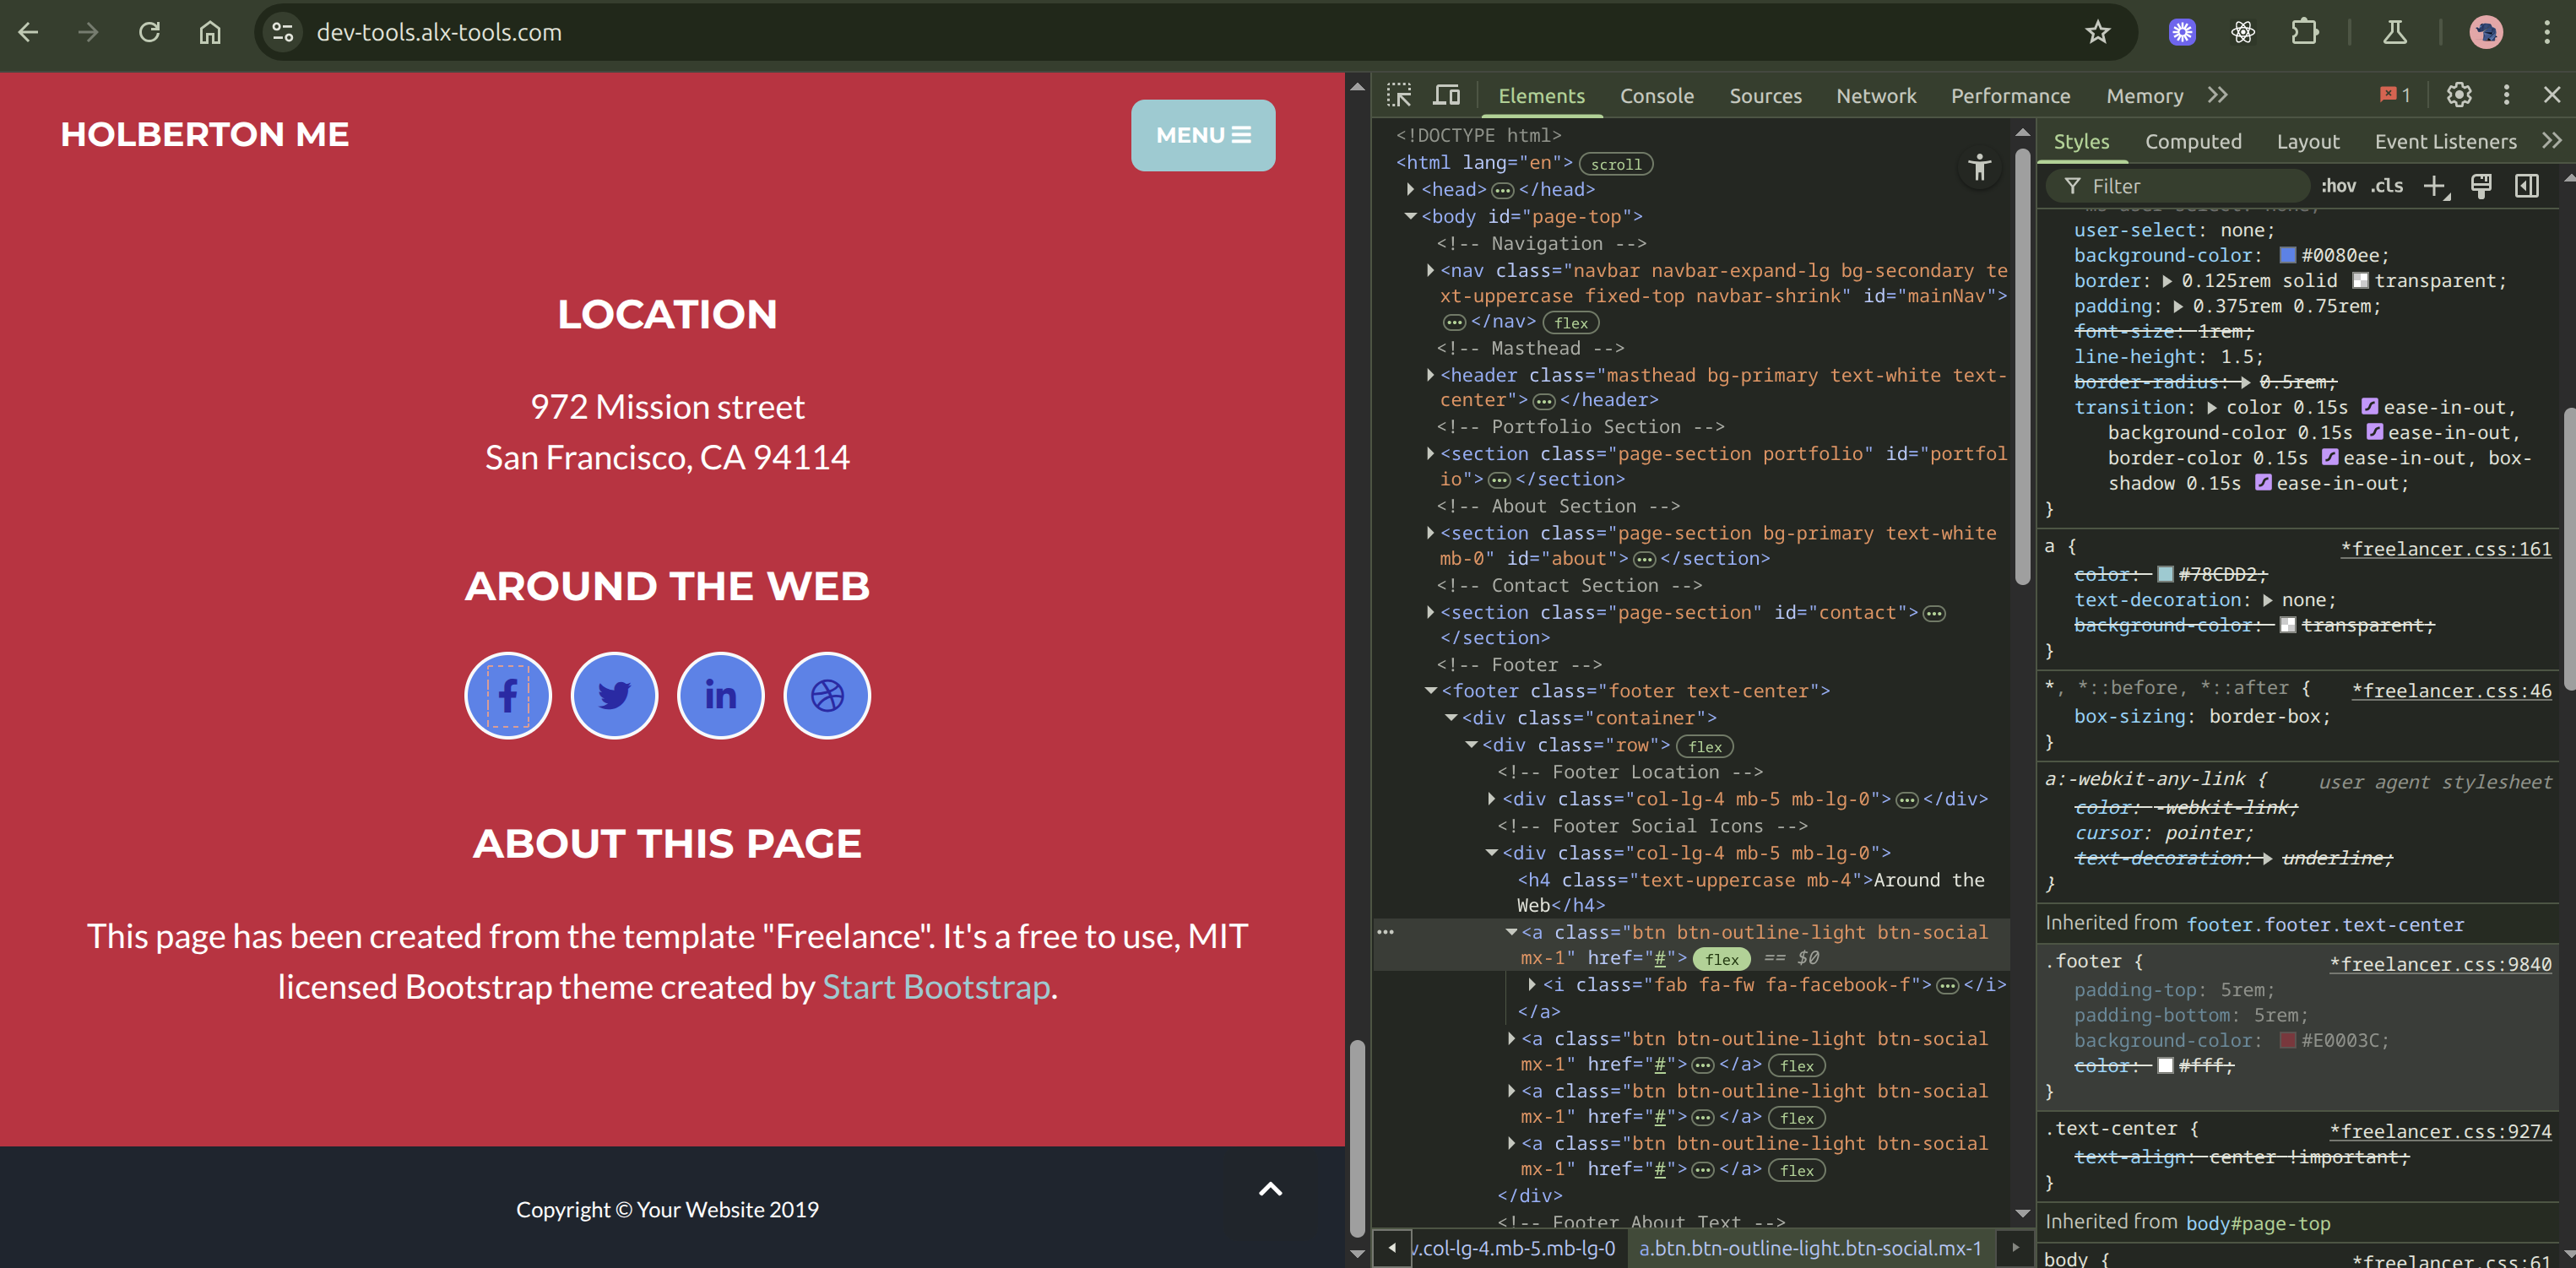 dev-tools.alx-tools.com
HOLBERTON ME
MENU
LOCATION
972 Mission street
San Francisco, CA 94114
AROUND THE WEB
ABOUT THIS PAGE
This page has been created from the template "Freelance". It's a free to use, MIT
licensed Bootstrap theme created by Start Bootstrap.
Copyright © Your Website 2019
Elements Console Sources Network Performance Memory 1
<!DOCTYPE html>
<html lang="en"> scroll
<head> ••• </head>
<body id="page-top">
<!-- Navigation -->
<nav class="navbar navbar-expand-lg bg-secondary te
xt-uppercase fixed-top navbar-shrink" id="mainNav">
••• </nav> flex
<!-- Masthead -->
<header class="masthead bg-primary text-white text-
center"> ••• </header>
<!-- Portfolio Section -->
<section class="page-section portfolio" id="portfol
io"> ••• </section>
<!-- About Section -->
<section class="page-section bg-primary text-white
mb-0" id="about"> ••• </section>
<!-- Contact Section -->
<section class="page-section" id="contact"> •••
</section>
<!-- Footer -->
<footer class="footer text-center">
<div class="container">
<div class="row"> flex
<!-- Footer Location -->
<div class="col-lg-4 mb-5 mb-lg-0"> ••• </div>
<!-- Footer Social Icons -->
<div class="col-lg-4 mb-5 mb-lg-0">
<h4 class="text-uppercase mb-4">Around the
Web</h4>
••• <a class="btn btn-outline-light btn-social
mx-1" href="#"> flex == $0
<i class="fab fa-fw fa-facebook-f"> ••• </i>
</a>
<a class="btn btn-outline-light btn-social
mx-1" href="#"> ••• </a> flex
<a class="btn btn-outline-light btn-social
mx-1" href="#"> ••• </a> flex
<a class="btn btn-outline-light btn-social
mx-1" href="#"> ••• </a> flex
</div>
<!-- Footer About Text -->
v.col-lg-4.mb-5.mb-lg-0 a.btn.btn-outline-light.btn-social.mx-1
Styles Computed Layout Event Listeners
Filter :hov .cls
user-select: none;
background-color: #0080ee;
border: 0.125rem solid transparent;
padding: 0.375rem 0.75rem;
font-size: 1rem;
line-height: 1.5;
border-radius: 0.5rem;
transition: color 0.15s ease-in-out,
background-color 0.15s ease-in-out,
border-color 0.15s ease-in-out, box-
shadow 0.15s ease-in-out;
}
a { *freelancer.css:161
color: #78CDD2;
text-decoration: none;
background-color: transparent;
}
*, *::before, *::after { *freelancer.css:46
box-sizing: border-box;
}
a:-webkit-any-link { user agent stylesheet
color: -webkit-link;
cursor: pointer;
text-decoration: underline;
}
Inherited from footer.footer.text-center
.footer { *freelancer.css:9840
padding-top: 5rem;
padding-bottom: 5rem;
background-color: #E0003C;
color: #fff;
}
.text-center { *freelancer.css:9274
text-align: center !important;
}
Inherited from body#page-top
body { *freelancer.css:61